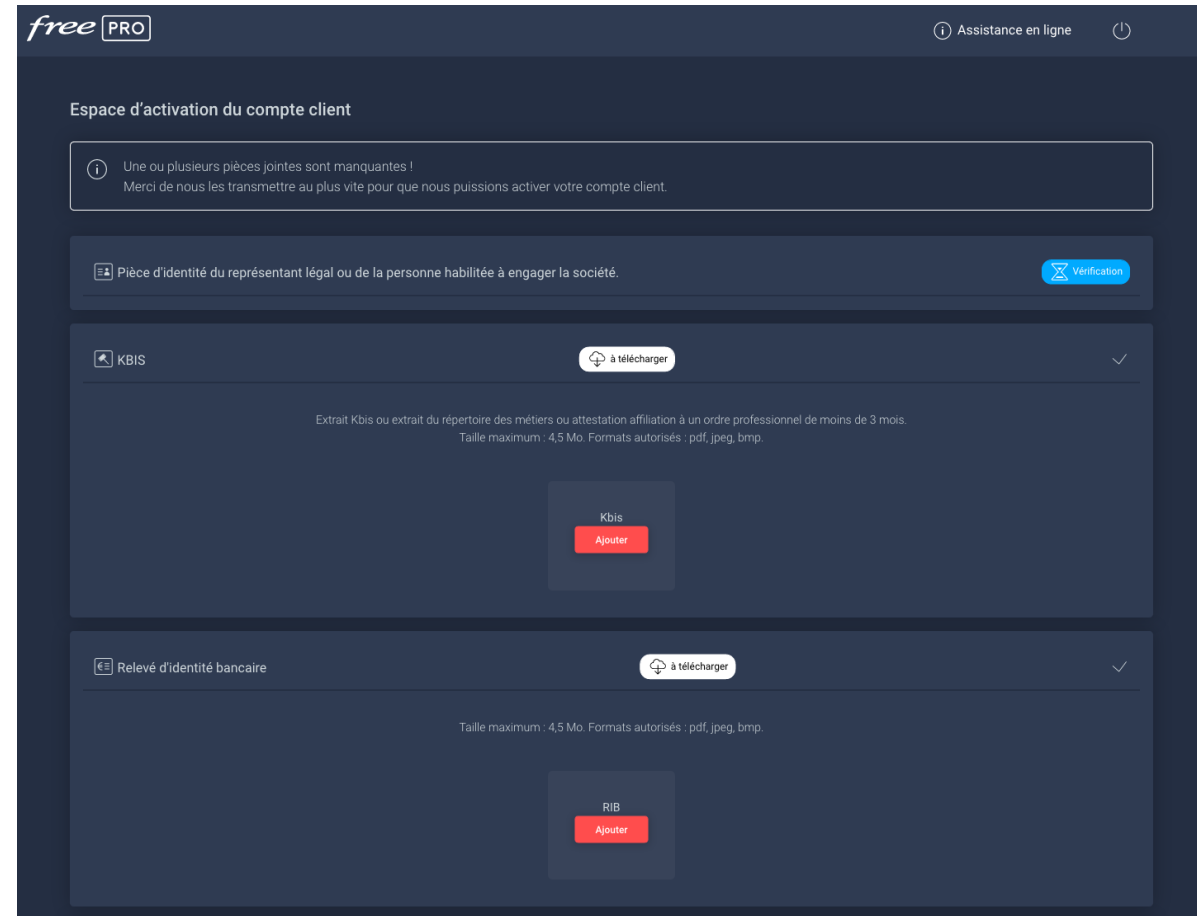 free PRO
Assistance en ligne
Espace d'activation du compte client
Une ou plusieurs pièces jointes sont manquantes !
Merci de nous les transmettre au plus vite pour que nous puissions activer votre compte client.
Pièce d'identité du représentant légal ou de la personne habilitée à engager la société.
Vérification
KBIS
à télécharger
Extrait Kbis ou extrait du répertoire des métiers ou attestation affiliation à un ordre professionnel de moins de 3 mois.
Taille maximum : 4,5 Mo. Formats autorisés : pdf, jpeg, bmp.
Kbis
Ajouter
Relevé d'identité bancaire
à télécharger
Taille maximum : 4,5 Mo. Formats autorisés : pdf, jpeg, bmp.
RIB
Ajouter